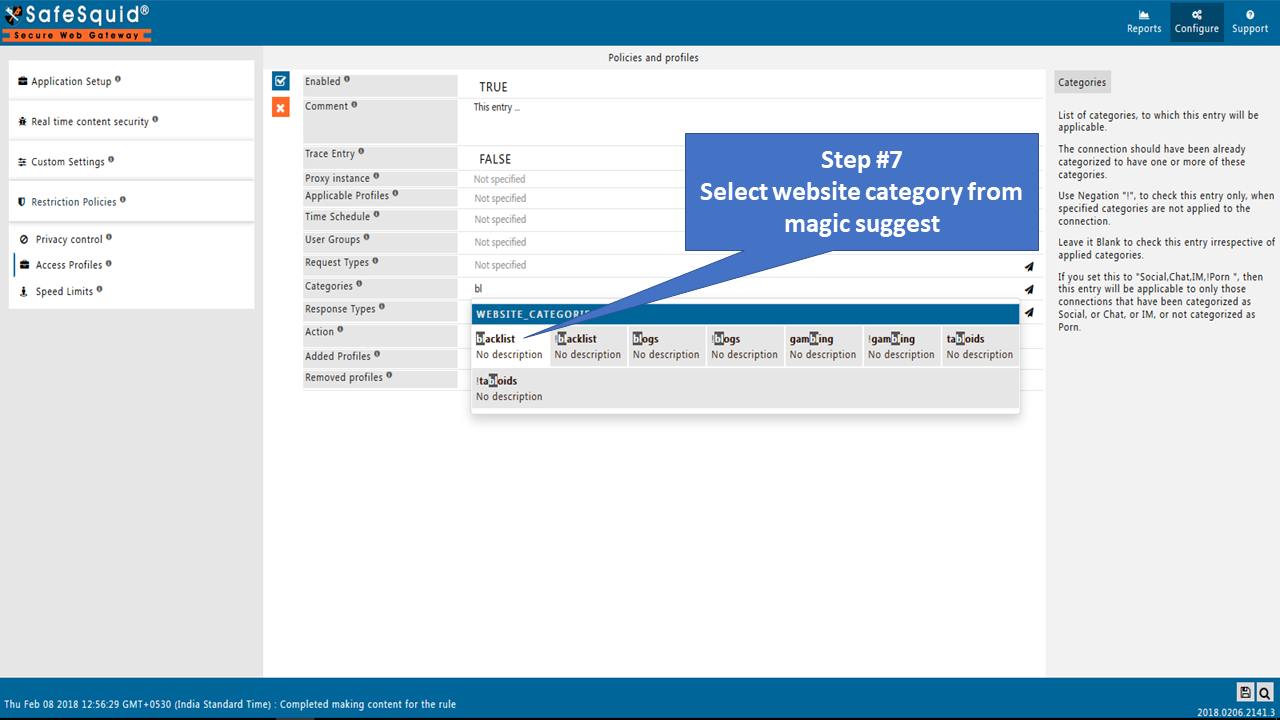 SafeSquid®
Secure Web Gateway
Reports
Configure
Support
Application Setup
Real time content security
Custom Settings
Restriction Policies
Privacy control
Access Profiles
Speed Limits
Policies and profiles
Enabled
TRUE
Comment
This entry ...
Trace Entry
FALSE
Proxy instance
Not specified
Applicable Profiles
Not specified
Time Schedule
Not specified
User Groups
Not specified
Request Types
Not specified
Categories
bl
Response Types
Action
Added Profiles
Removed profiles
Step #7
Select website category from
magic suggest
WEBSITE_CATEGORIE
blacklist
No description
!blacklist
No description
blogs
No description
!blogs
No description
gambling
No description
!gambling
No description
tabloids
No description
!tabloids
No description
Categories
List of categories, to which this entry will be
applicable.
The connection should have been already
categorized to have one or more of these
categories.
Use Negation "!", to check this entry only, when
specified categories are not applied to the
connection.
Leave it Blank to check this entry irrespective of
applied categories.
If you set this to "Social,Chat,IM,!Porn ", then
this entry will be applicable to only those
connections that have been categorized as
Social, or Chat, or IM, or not categorized as
Porn.
Thu Feb 08 2018 12:56:29 GMT+0530 (India Standard Time) : Completed making content for the rule
2018.0206.2141.3